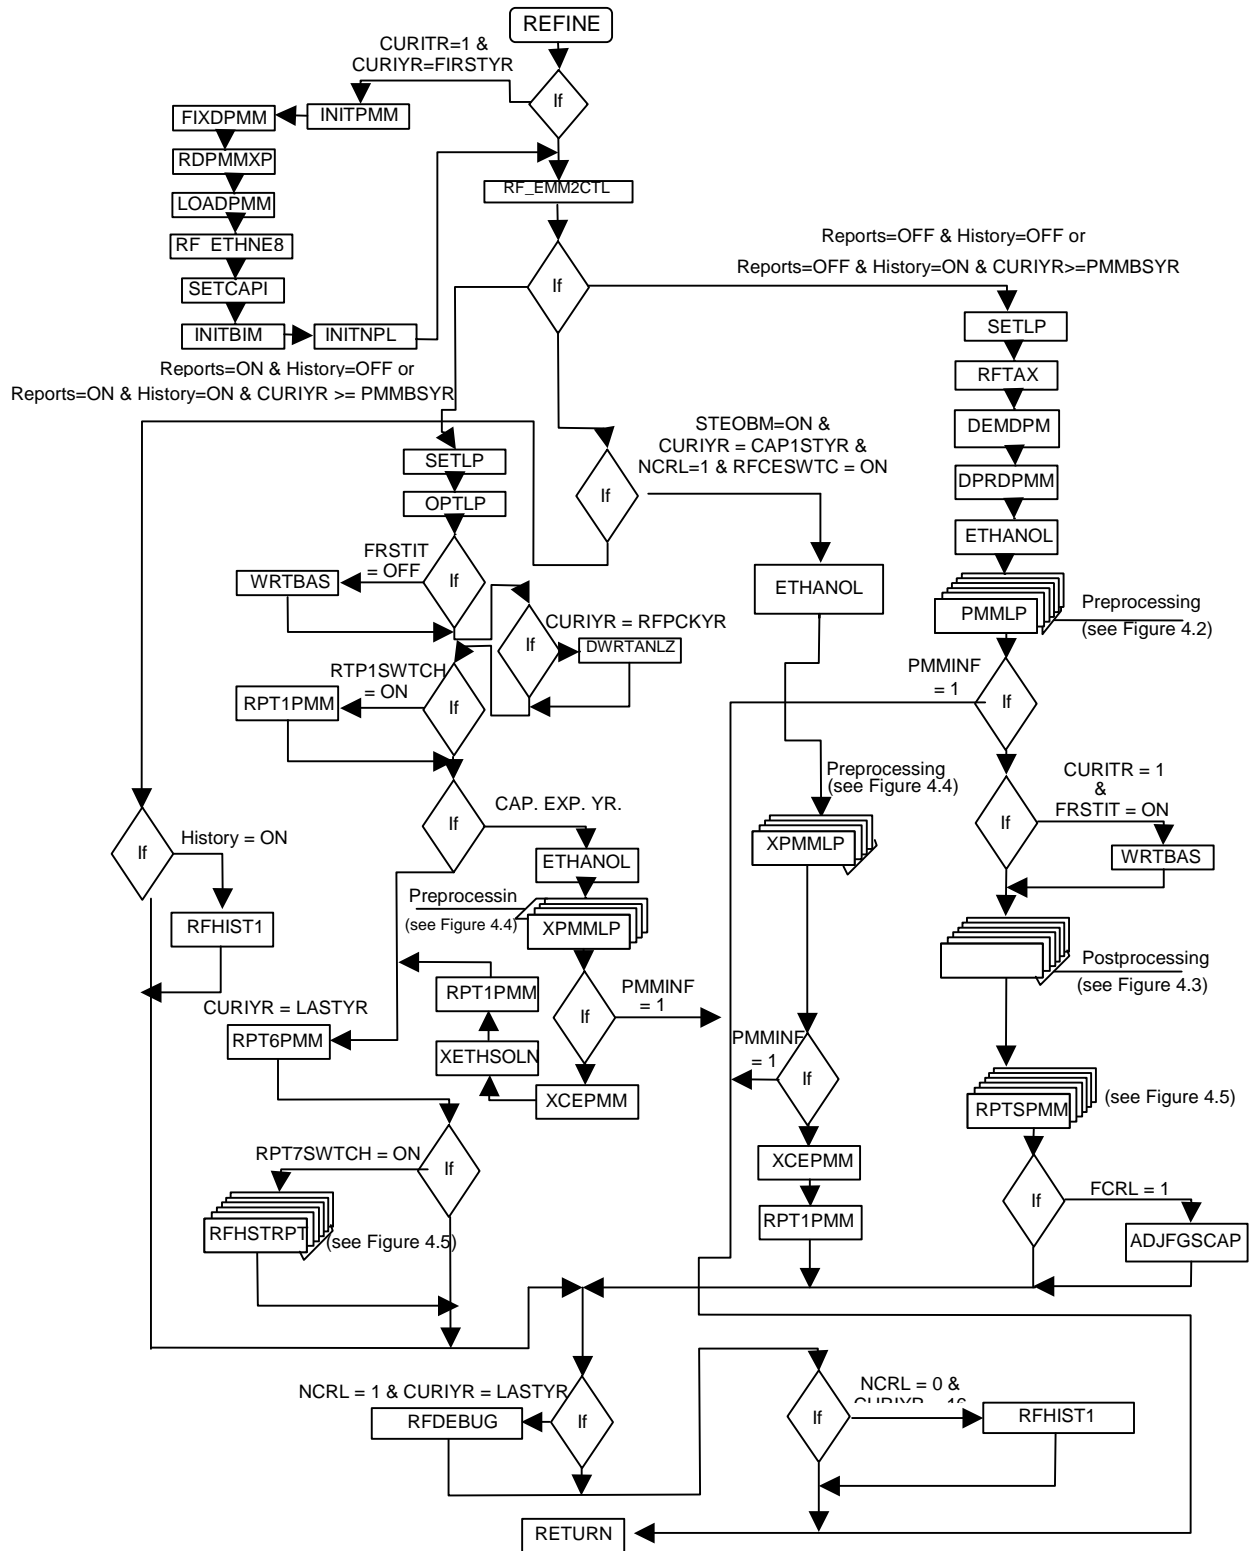 REFINE
CURITR=1 &
CURIYR=FIRSTYR
If
INITPMM
FIXDPMM
RDPMMXP
LOADPMM
RF_ETHNE8
SETCAPI
INITBIM
INITNPL
RF_EMM2CTL
If
Reports=OFF & History=OFF or
Reports=OFF & History=ON & CURIYR>=PMMBSYR
Reports=ON & History=OFF or
Reports=ON & History=ON & CURIYR >= PMMBSYR
SETLP
OPTLP
FRSTIT
= OFF
If
WRTBAS
CURIYR = RFPCKYR
If
DWRTANLZ
RTP1SWTCH
= ON
If
RPT1PMM
If
CAP. EXP. YR.
ETHANOL
Preprocessin
(see Figure 4.4)
XPMMLP
If
PMMINF
= 1
XCEPMM
XETHSOLN
RPT1PMM
If
History = ON
RFHIST1
CURIYR = LASTYR
RPT6PMM
RPT7SWTCH = ON
If
RFHSTRPT
(see Figure 4.5)
STEOBM=ON &
CURIYR = CAP1STYR &
NCRL=1 & RFCESWTC = ON
If
ETHANOL
Preprocessing
(see Figure 4.4)
XPMMLP
PMMINF
= 1
If
XCEPMM
RPT1PMM
SETLP
RFTAX
DEMDPM
DPRDPMM
ETHANOL
PMMLP
Preprocessing
(see Figure 4.2)
PMMINF
= 1
If
CURITR = 1
&
FRSTIT = ON
If
WRTBAS
Postprocessing
(see Figure 4.3)
RPTSPMM
(see Figure 4.5)
If
FCRL = 1
ADJFGSCAP
NCRL = 1 & CURIYR = LASTYR
RFDEBUG
If
NCRL = 0 &
If
RFHIST1
RETURN